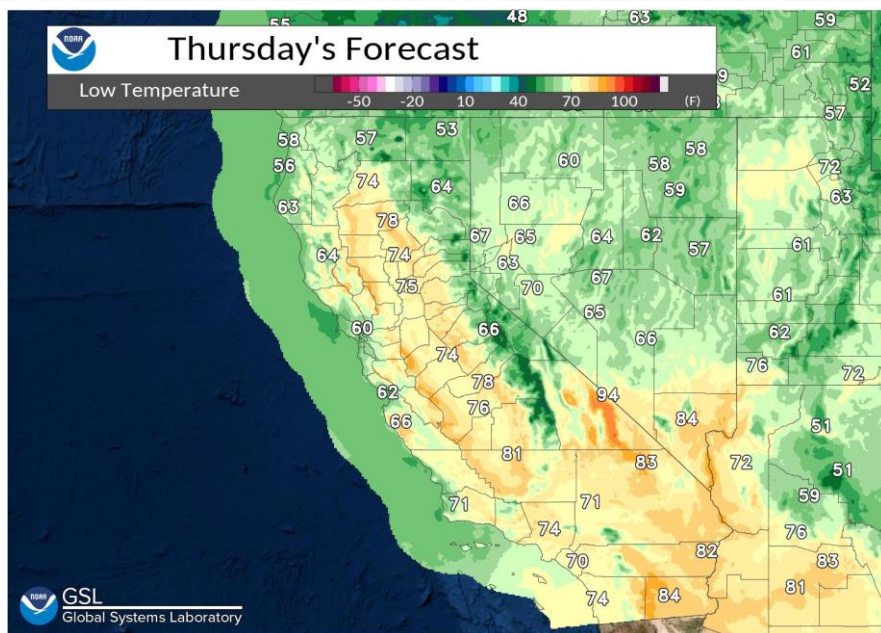 55 48 63 59
NOAA Thursday's Forecast
61
Low Temperature
-50 -20 10 40 70 100 (F)
52
57
58 57 53
56 60 58 58 72
74 64 59 63
63 66
78
67 65 64 62 57 61
64 74 63
75 70 67 61
65
60 66 66 62
74 76 72
78
62 76 94 84 51
66
81 83 72 51
71 71 59
74 76
70 82 83
74 84 81
NOAA GSL
Global Systems Laboratory